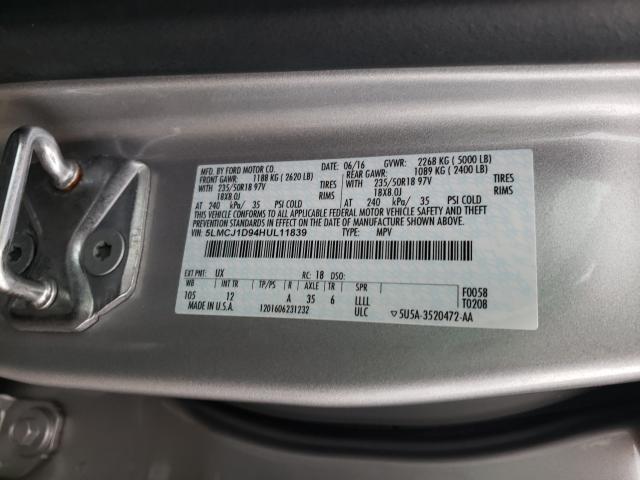 MFD. BY FORD MOTOR CO. 06/16 GVWR: 2268 KG ( 5000 LB)
FRONT GAWR: 1188 KG ( 2620 LB) REAR GAWR: 1089 KG ( 2400 LB)
WITH 235/50R18 97V TIRES WITH 235/50R18 97V TIRES
18X8.0J RIMS 18X8.0J RIMS
AT 240 kPa/ 35 PSI COLD AT 240 kPa/ 35 PSI COLD
THIS VEHICLE CONFORMS TO ALL APPLICABLE FEDERAL MOTOR VEHICLE SAFETY AND THEFT
PREVENTION STANDARDS IN EFFECT ON THE DATE OF MANUFACTURE SHOWN ABOVE.
VIN: 5LMCJ1D94HUL11839 TYPE: MPV
EXT PNT: UX RC: 18 DSO:
WB INT TR TP/PS R AXLE TR SPR F0058
105 12 A 35 6 LLLL T0208
MADE IN U.S.A. 1201606231232 ULC ▽5U5A-3520472-AA